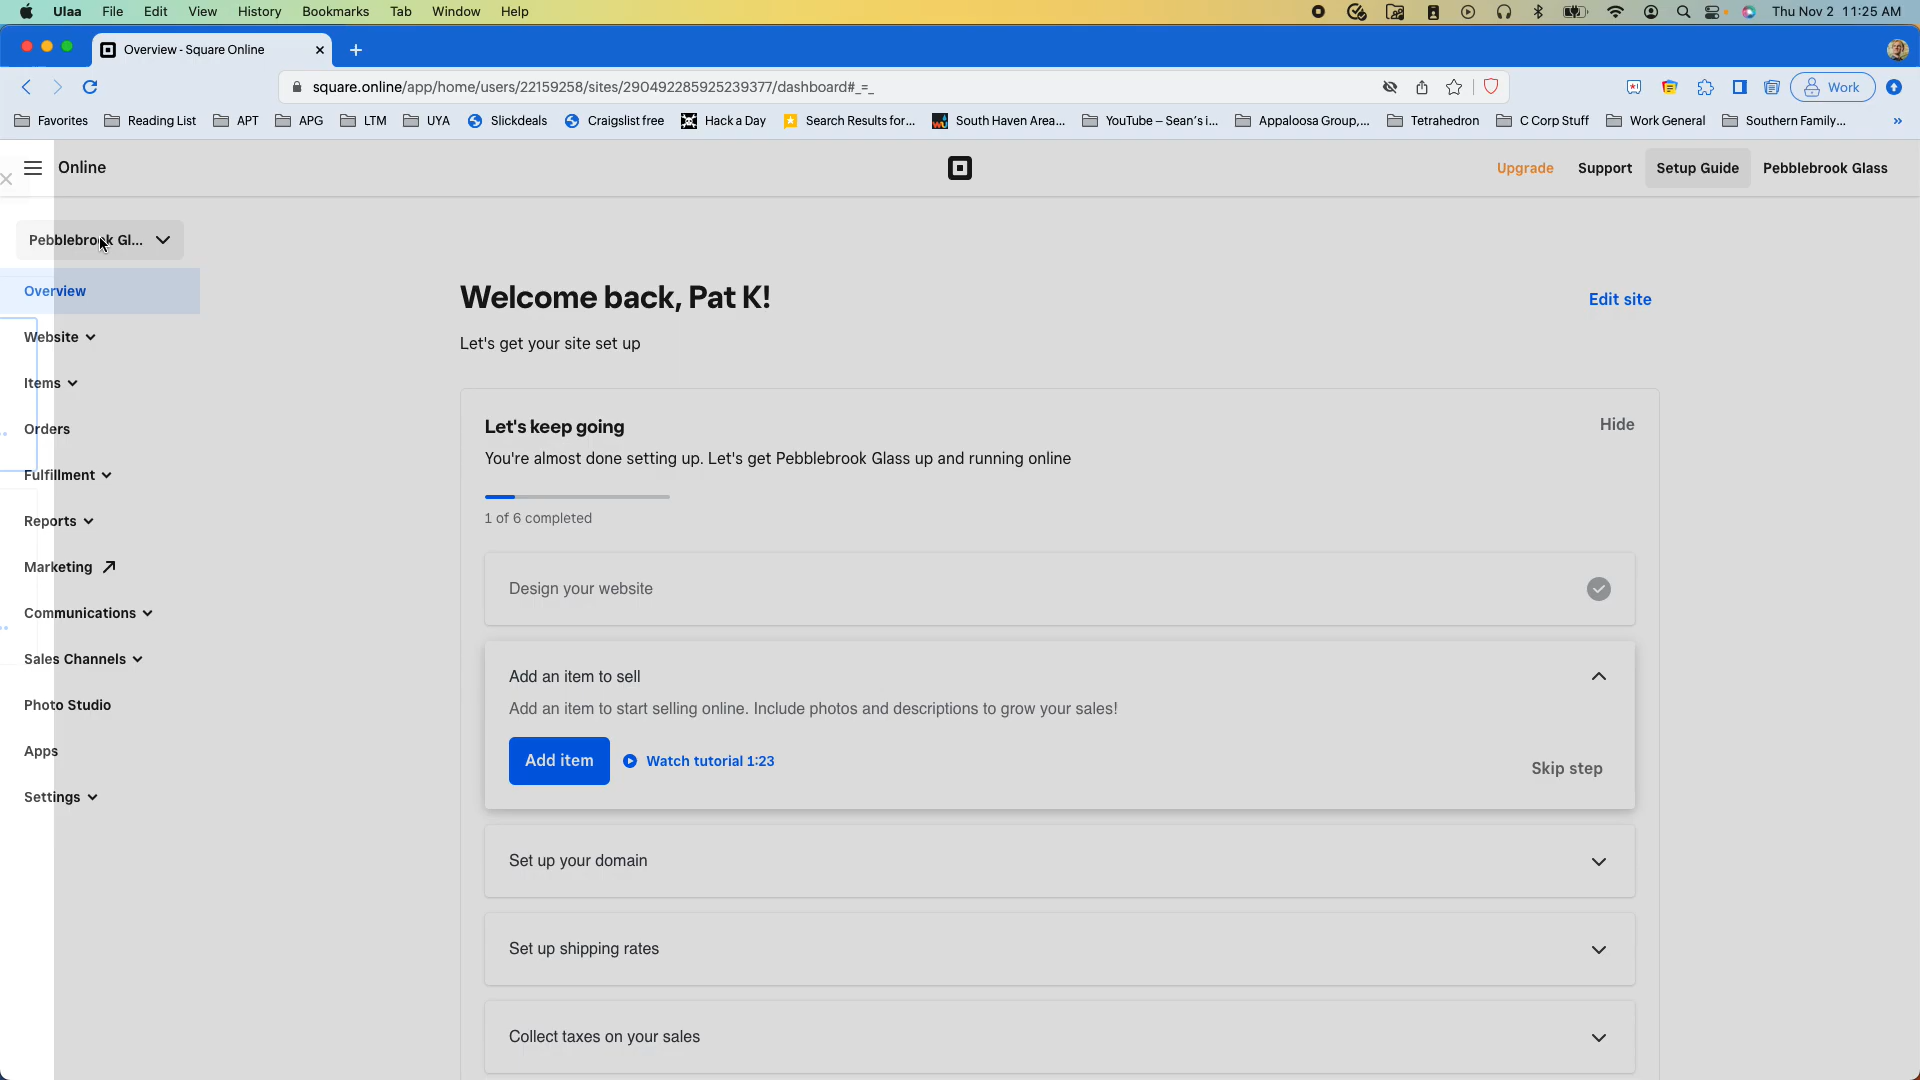 Ulaa File Edit View History Bookmarks Tab Window Help Thu Nov 2 11:25 AM
Overview - Square Online
square.online/app/home/users/22159258/sites/290492285925239377/dashboard#_=_ Work
Favorites Reading List APT APG LTM UYA Slickdeals Craigslist free Hack a Day Search Results for... South Haven Area... YouTube – Sean's i... Appaloosa Group,... Tetrahedron C Corp Stuff Work General Southern Family... »
Online Upgrade Support Setup Guide Pebblebrook Glass
Pebblebrook Gl...
Overview
Website
Items
Orders
Fulfillment
Reports
Marketing
Communications
Sales Channels
Photo Studio
Apps
Settings
Welcome back, Pat K! Edit site
Let's get your site set up
Let's keep going Hide
You're almost done setting up. Let's get Pebblebrook Glass up and running online
1 of 6 completed
Design your website
Add an item to sell
Add an item to start selling online. Include photos and descriptions to grow your sales!
Add item Watch tutorial 1:23 Skip step
Set up your domain
Set up shipping rates
Collect taxes on your sales